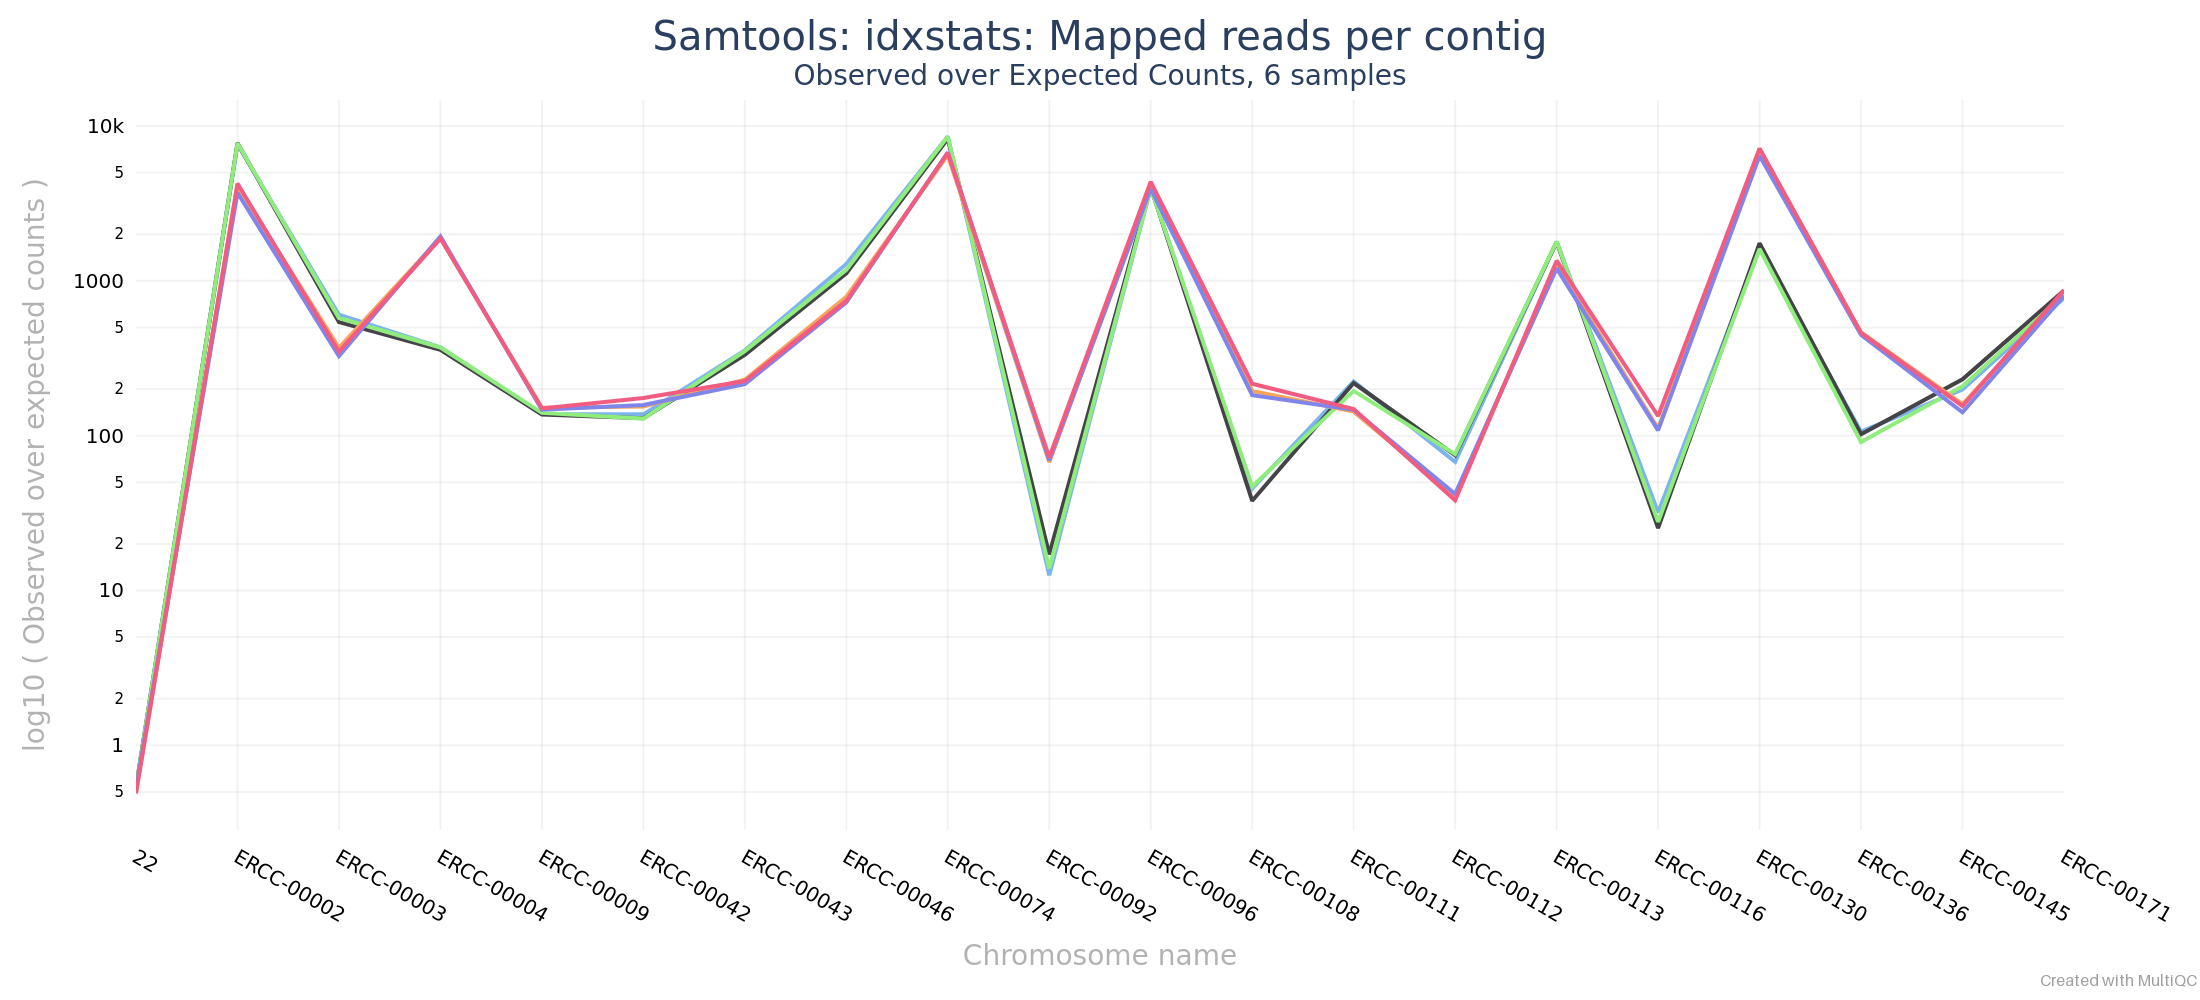 Samtools: idxstats: Mapped reads per contig
Observed over Expected Counts, 6 samples
log10 ( Observed over expected counts )
10k
5
2
1000
5
2
100
5
2
10
5
2
1
5
22
ERCC-00002
ERCC-00003
ERCC-00004
ERCC-00009
ERCC-00042
ERCC-00043
ERCC-00046
ERCC-00074
ERCC-00092
ERCC-00096
ERCC-00108
ERCC-00111
ERCC-00112
ERCC-00113
ERCC-00116
ERCC-00130
ERCC-00136
ERCC-00145
ERCC-00171
Chromosome name
Created with MultiQC